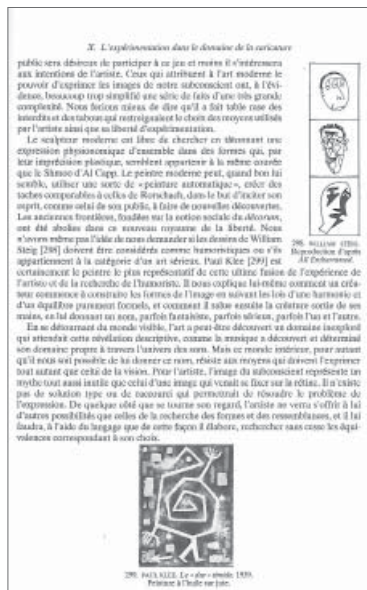 X. L'expérimentation dans le domaine de la caricature
public sera désireux de participer à ce jeu et moins il s'intéressera
aux intentions de l'artiste. Ceux qui attribuent à l'art moderne le
pouvoir d'exprimer les images de notre subconscient ont, à l'évi-
dence, beaucoup trop simplifié une série de faits d'une très grande
complexité. Nous ferions mieux de dire qu'il a fait table rase des
interdits et des tabous qui restreignaient le choix des moyens utilisés
par l'artiste ainsi que sa liberté d'expérimentation.
Le sculpteur moderne est libre de chercher en détournant une
expression physionomique d'ensemble dans des formes qui, par
leur imprécision plastique, semblent appartenir à la même couvée
que le Shmoo d'Al Capp. Le peintre moderne peut, quand bon lui
semble, utiliser une sorte de « peinture automatique », créer des
taches comparables à celles de Rorschach, dans le but d'inciter son
esprit, comme celui de son public, à faire de nouvelles découvertes.
Les anciennes frontières, fondées sur la notion sociale du décorum,
ont été abolies dans ce nouveau royaume de la liberté. Nous
n'avons même pas l'idée de nous demander si les dessins de William
Steig [298] doivent être considérés comme humoristiques ou s'ils
appartiennent à la catégorie d'un art sérieux. Paul Klee [299] est
298. WILLIAM STEIG.
Reproduction d'après
All Embarrassed.
certainement le peintre le plus représentatif de cette ultime fusion de l'expérience de
l'artiste et de la recherche de l'humoriste. Il nous explique lui-même comment un créa-
teur commence à construire les formes de l'image en suivant les lois d'une harmonie et
d'un équilibre purement formels, et comment il salue ensuite la créature sortie de ses
mains, en lui donnant un nom, parfois fantaisiste, parfois sérieux, parfois l'un et l'autre.
En se détournant du monde visible, l'art a peut-être découvert un domaine inexploré
qui attendait cette révélation descriptive, comme la musique a découvert et déterminé
son domaine propre à travers l'univers des sons. Mais ce monde intérieur, pour autant
qu'il nous soit possible de lui donner ce nom, résiste aux moyens qui doivent l'exprimer
tout autant que celui de la vision. Pour l'artiste, l'image du subconscient représente un
mythe tout aussi inutile que celui d'une image qui venait se fixer sur la rétine. Il n'existe
pas de solution type ou de raccourci qui permettrait de résoudre le problème de
l'expression. De quelque côté que se tourne son regard, l'artiste ne verra s'offrir à lui
d'autres possibilités que celles de la recherche des formes et des ressemblances, et il lui
faudra, à l'aide du langage que de cette façon il élabore, rechercher sans cesse les équi-
valences correspondant à son choix.
299. PAUL KLEE. Le « dur » timide. 1939.
Peinture à l'huile sur jute.